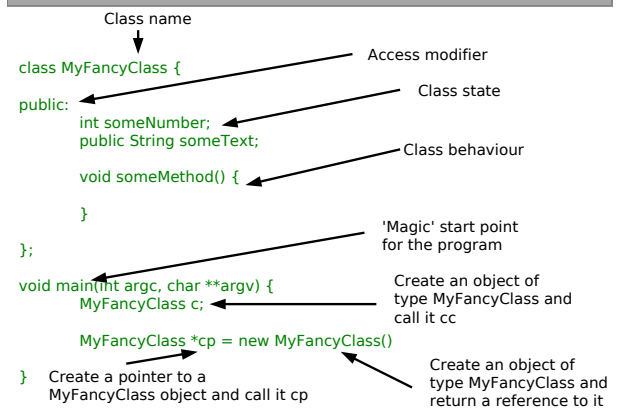 Class name
class MyFancyClass {
Access modifier
public:
Class state
int someNumber;
public String someText;
Class behaviour
void someMethod() {
}
};
'Magic' start point
for the program
void main(int argc, char **argv) {
MyFancyClass c;
Create an object of
type MyFancyClass and
call it cc
MyFancyClass *cp = new MyFancyClass()
}
Create a pointer to a
MyFancyClass object and call it cp
Create an object of
type MyFancyClass and
return a reference to it